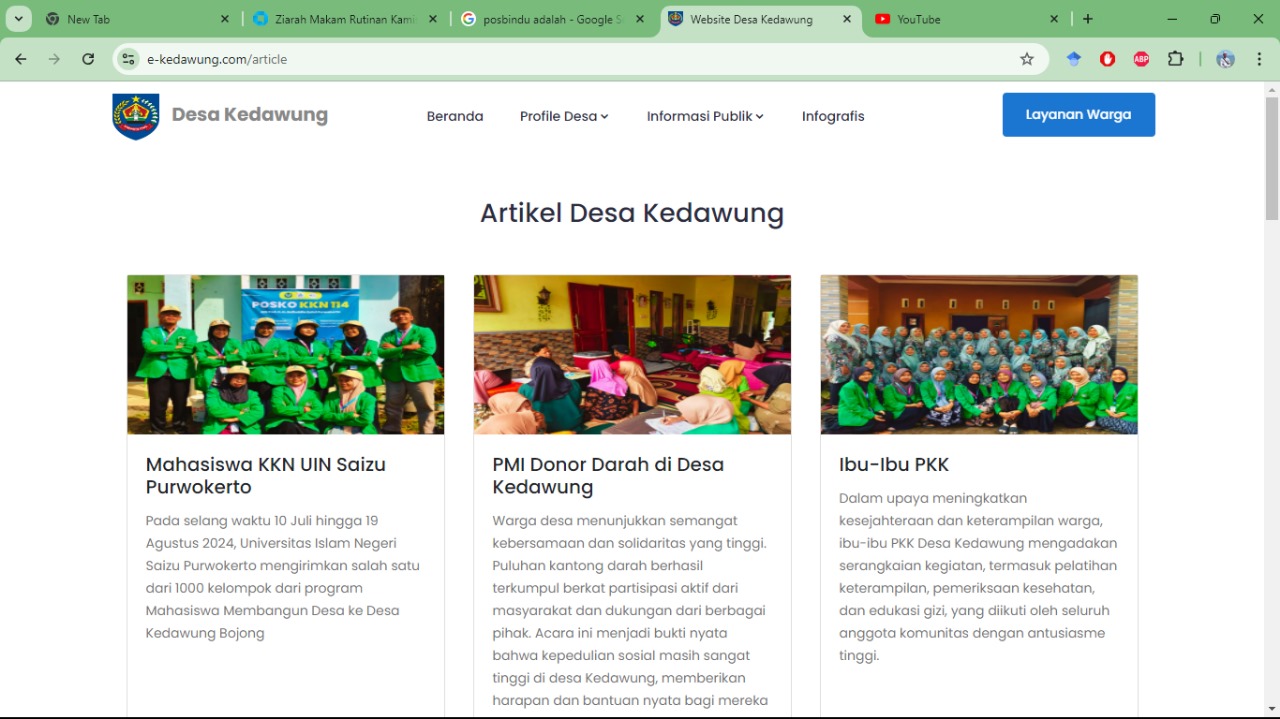 New Tab
Ziarah Makam Rutinan Kami
posbindu adalah - Google S
Website Desa Kedawung
YouTube
e-kedawung.com/article
ABP
Desa Kedawung
Beranda
Profile Desa
Informasi Publik
Infografis
Layanan Warga
Artikel Desa Kedawung
POSKO KKN 114
Mahasiswa KKN UIN Saizu
Purwokerto
Pada selang waktu 10 Juli hingga 19
Agustus 2024, Universitas Islam Negeri
Saizu Purwokerto mengirimkan salah satu
dari 1000 kelompok dari program
Mahasiswa Membangun Desa ke Desa
Kedawung Bojong
PMI Donor Darah di Desa
Kedawung
Warga desa menunjukkan semangat
kebersamaan dan solidaritas yang tinggi.
Puluhan kantong darah berhasil
terkumpul berkat partisipasi aktif dari
masyarakat dan dukungan dari berbagai
pihak. Acara ini menjadi bukti nyata
bahwa kepedulian sosial masih sangat
tinggi di desa Kedawung, memberikan
harapan dan bantuan nyata bagi mereka
Ibu-Ibu PKK
Dalam upaya meningkatkan
kesejahteraan dan keterampilan warga,
ibu-ibu PKK Desa Kedawung mengadakan
serangkaian kegiatan, termasuk pelatihan
keterampilan, pemeriksaan kesehatan,
dan edukasi gizi, yang diikuti oleh seluruh
anggota komunitas dengan antusiasme
tinggi.